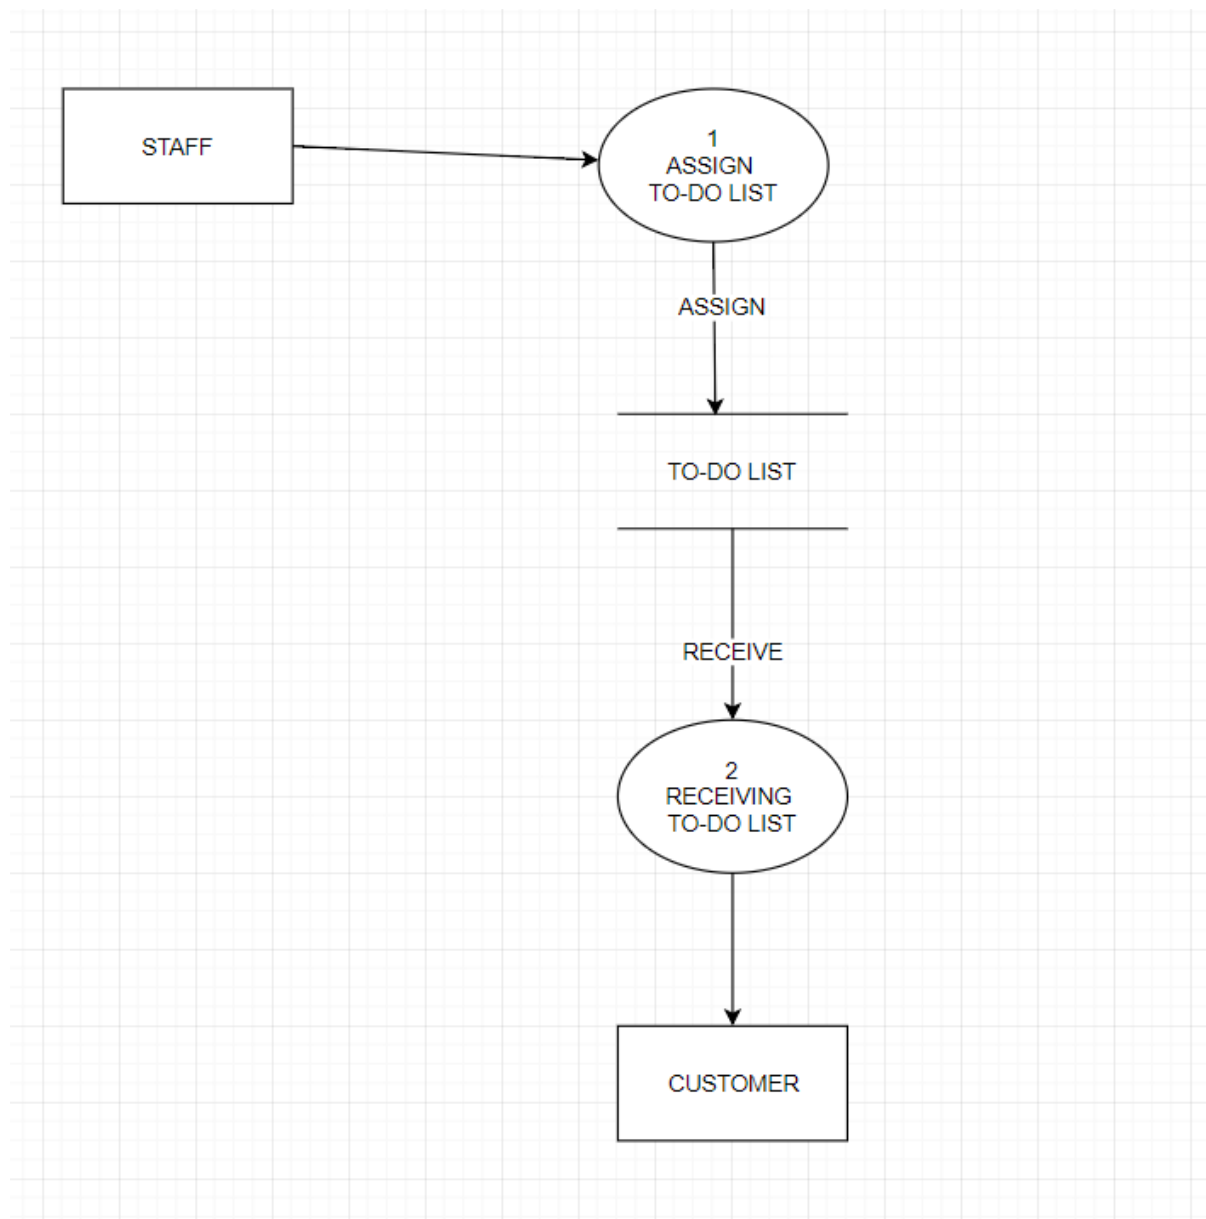 STAFF
1
ASSIGN
TO-DO LIST
ASSIGN
TO-DO LIST
RECEIVE
2
RECEIVING
TO-DO LIST
CUSTOMER